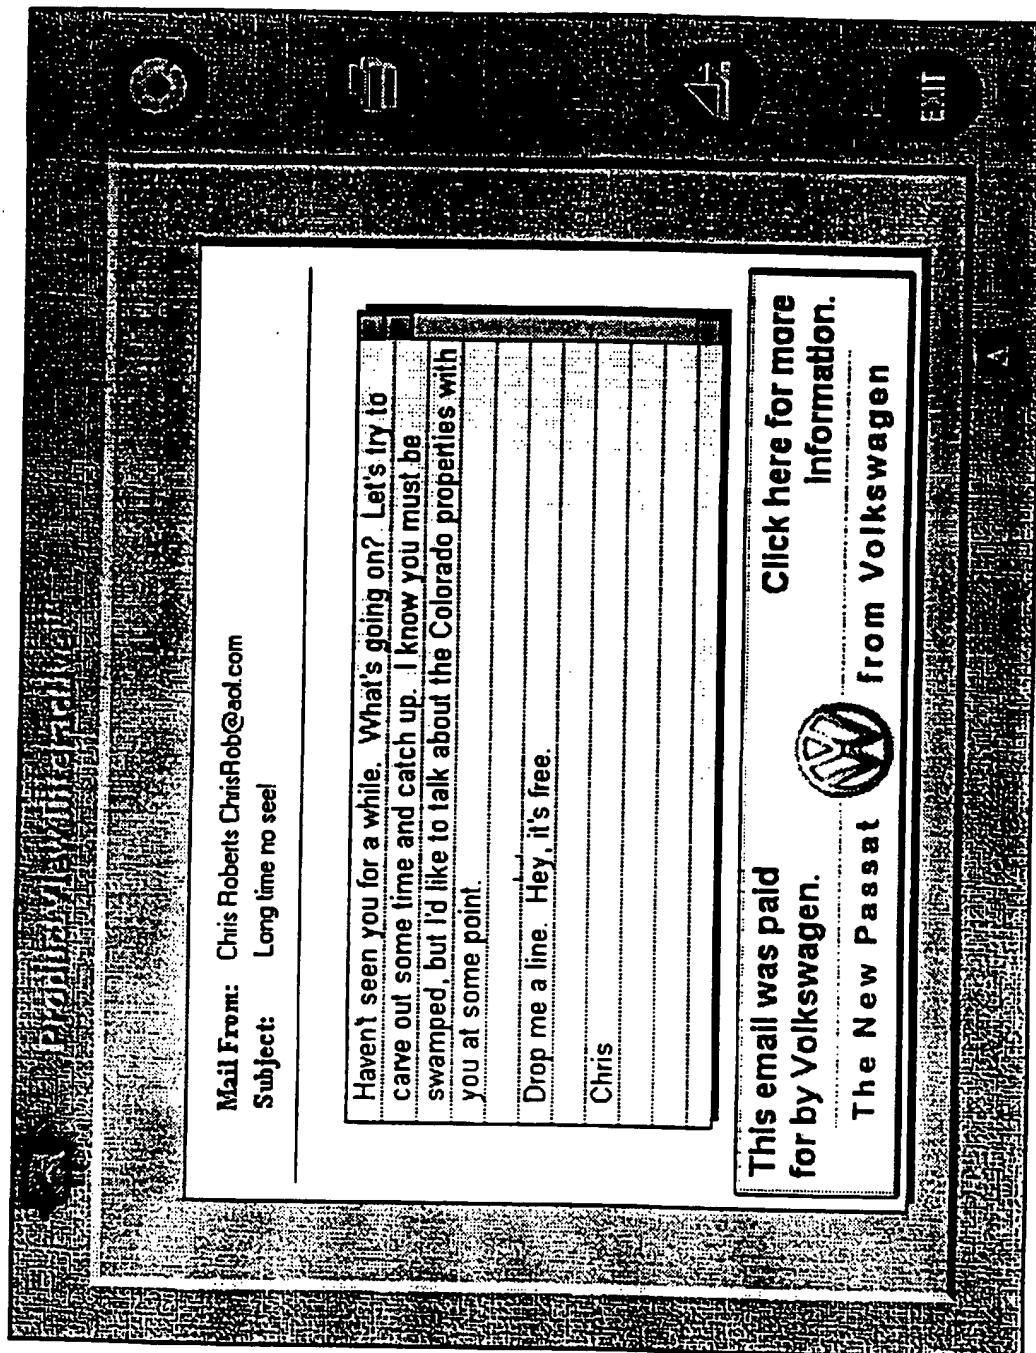 ProductViewInteractive
EXIT
Mail From: Chris Roberts ChrisRob@aol.com
Subject: Long time no see!
Haven't seen you for a while. What's going on? Let's try to
carve out some time and catch up. I know you must be
swamped, but I'd like to talk about the Colorado properties with
you at some point.
Drop me a line. Hey, it's free.
Chris
This email was paid
for by Volkswagen.
Click here for more
information.
The New Passat from Volkswagen